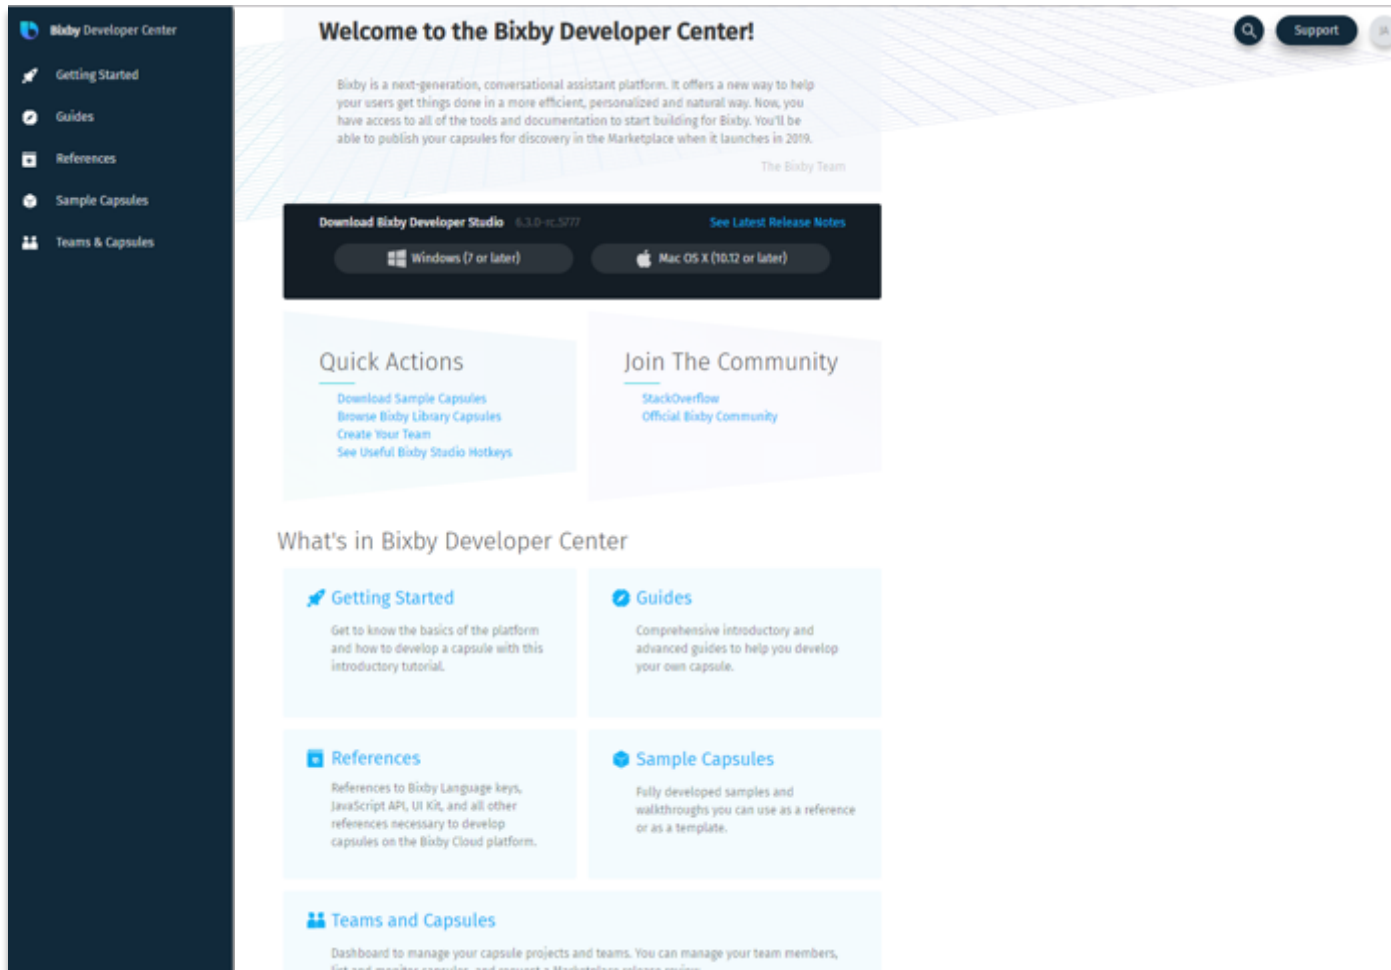 Bixby Developer Center
Getting Started
Guides
References
Sample Capsules
Teams & Capsules
Welcome to the Bixby Developer Center!
Support
Bixby is a next-generation, conversational assistant platform. It offers a new way to help
your users get things done in a more efficient, personalized and natural way. Now, you
have access to all of the tools and documentation to start building for Bixby. You'll be
able to publish your capsules for discovery in the Marketplace when it launches in 2019.
The Bixby Team
Download Bixby Developer Studio 6.3.0-rc.5777
See Latest Release Notes
Windows (7 or later)
Mac OS X (10.12 or later)
Quick Actions
Download Sample Capsules
Browse Bixby Library Capsules
Create Your Team
See Useful Bixby Studio Hotkeys
Join The Community
StackOverflow
Official Bixby Community
What's in Bixby Developer Center
Getting Started
Get to know the basics of the platform
and how to develop a capsule with this
introductory tutorial.
Guides
Comprehensive introductory and
advanced guides to help you develop
your own capsule.
References
References to Bixby Language keys,
JavaScript API, UI Kit, and all other
references necessary to develop
capsules on the Bixby Cloud platform.
Sample Capsules
Fully developed samples and
walkthroughs you can use as a reference
or as a template.
Teams and Capsules
Dashboard to manage your capsule projects and teams. You can manage your team members,